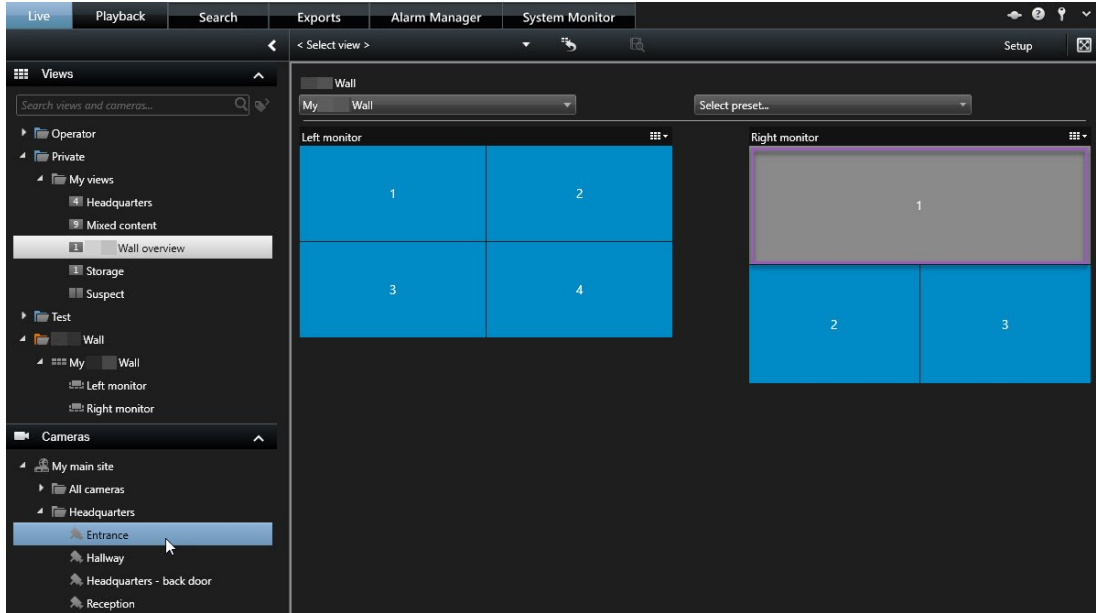 Live Playback Search Exports Alarm Manager System Monitor
< Select view > Setup
Views
Search views and cameras...
Operator
Private
My views
4 Headquarters
9 Mixed content
1 Wall overview
1 Storage
Suspect
Test
Wall
My Wall
Left monitor
Right monitor
Cameras
My main site
All cameras
Headquarters
Entrance
Hallway
Headquarters - back door
Reception
Wall
My Wall Select preset...
Left monitor
1 2
3 4
Right monitor
1
2 3